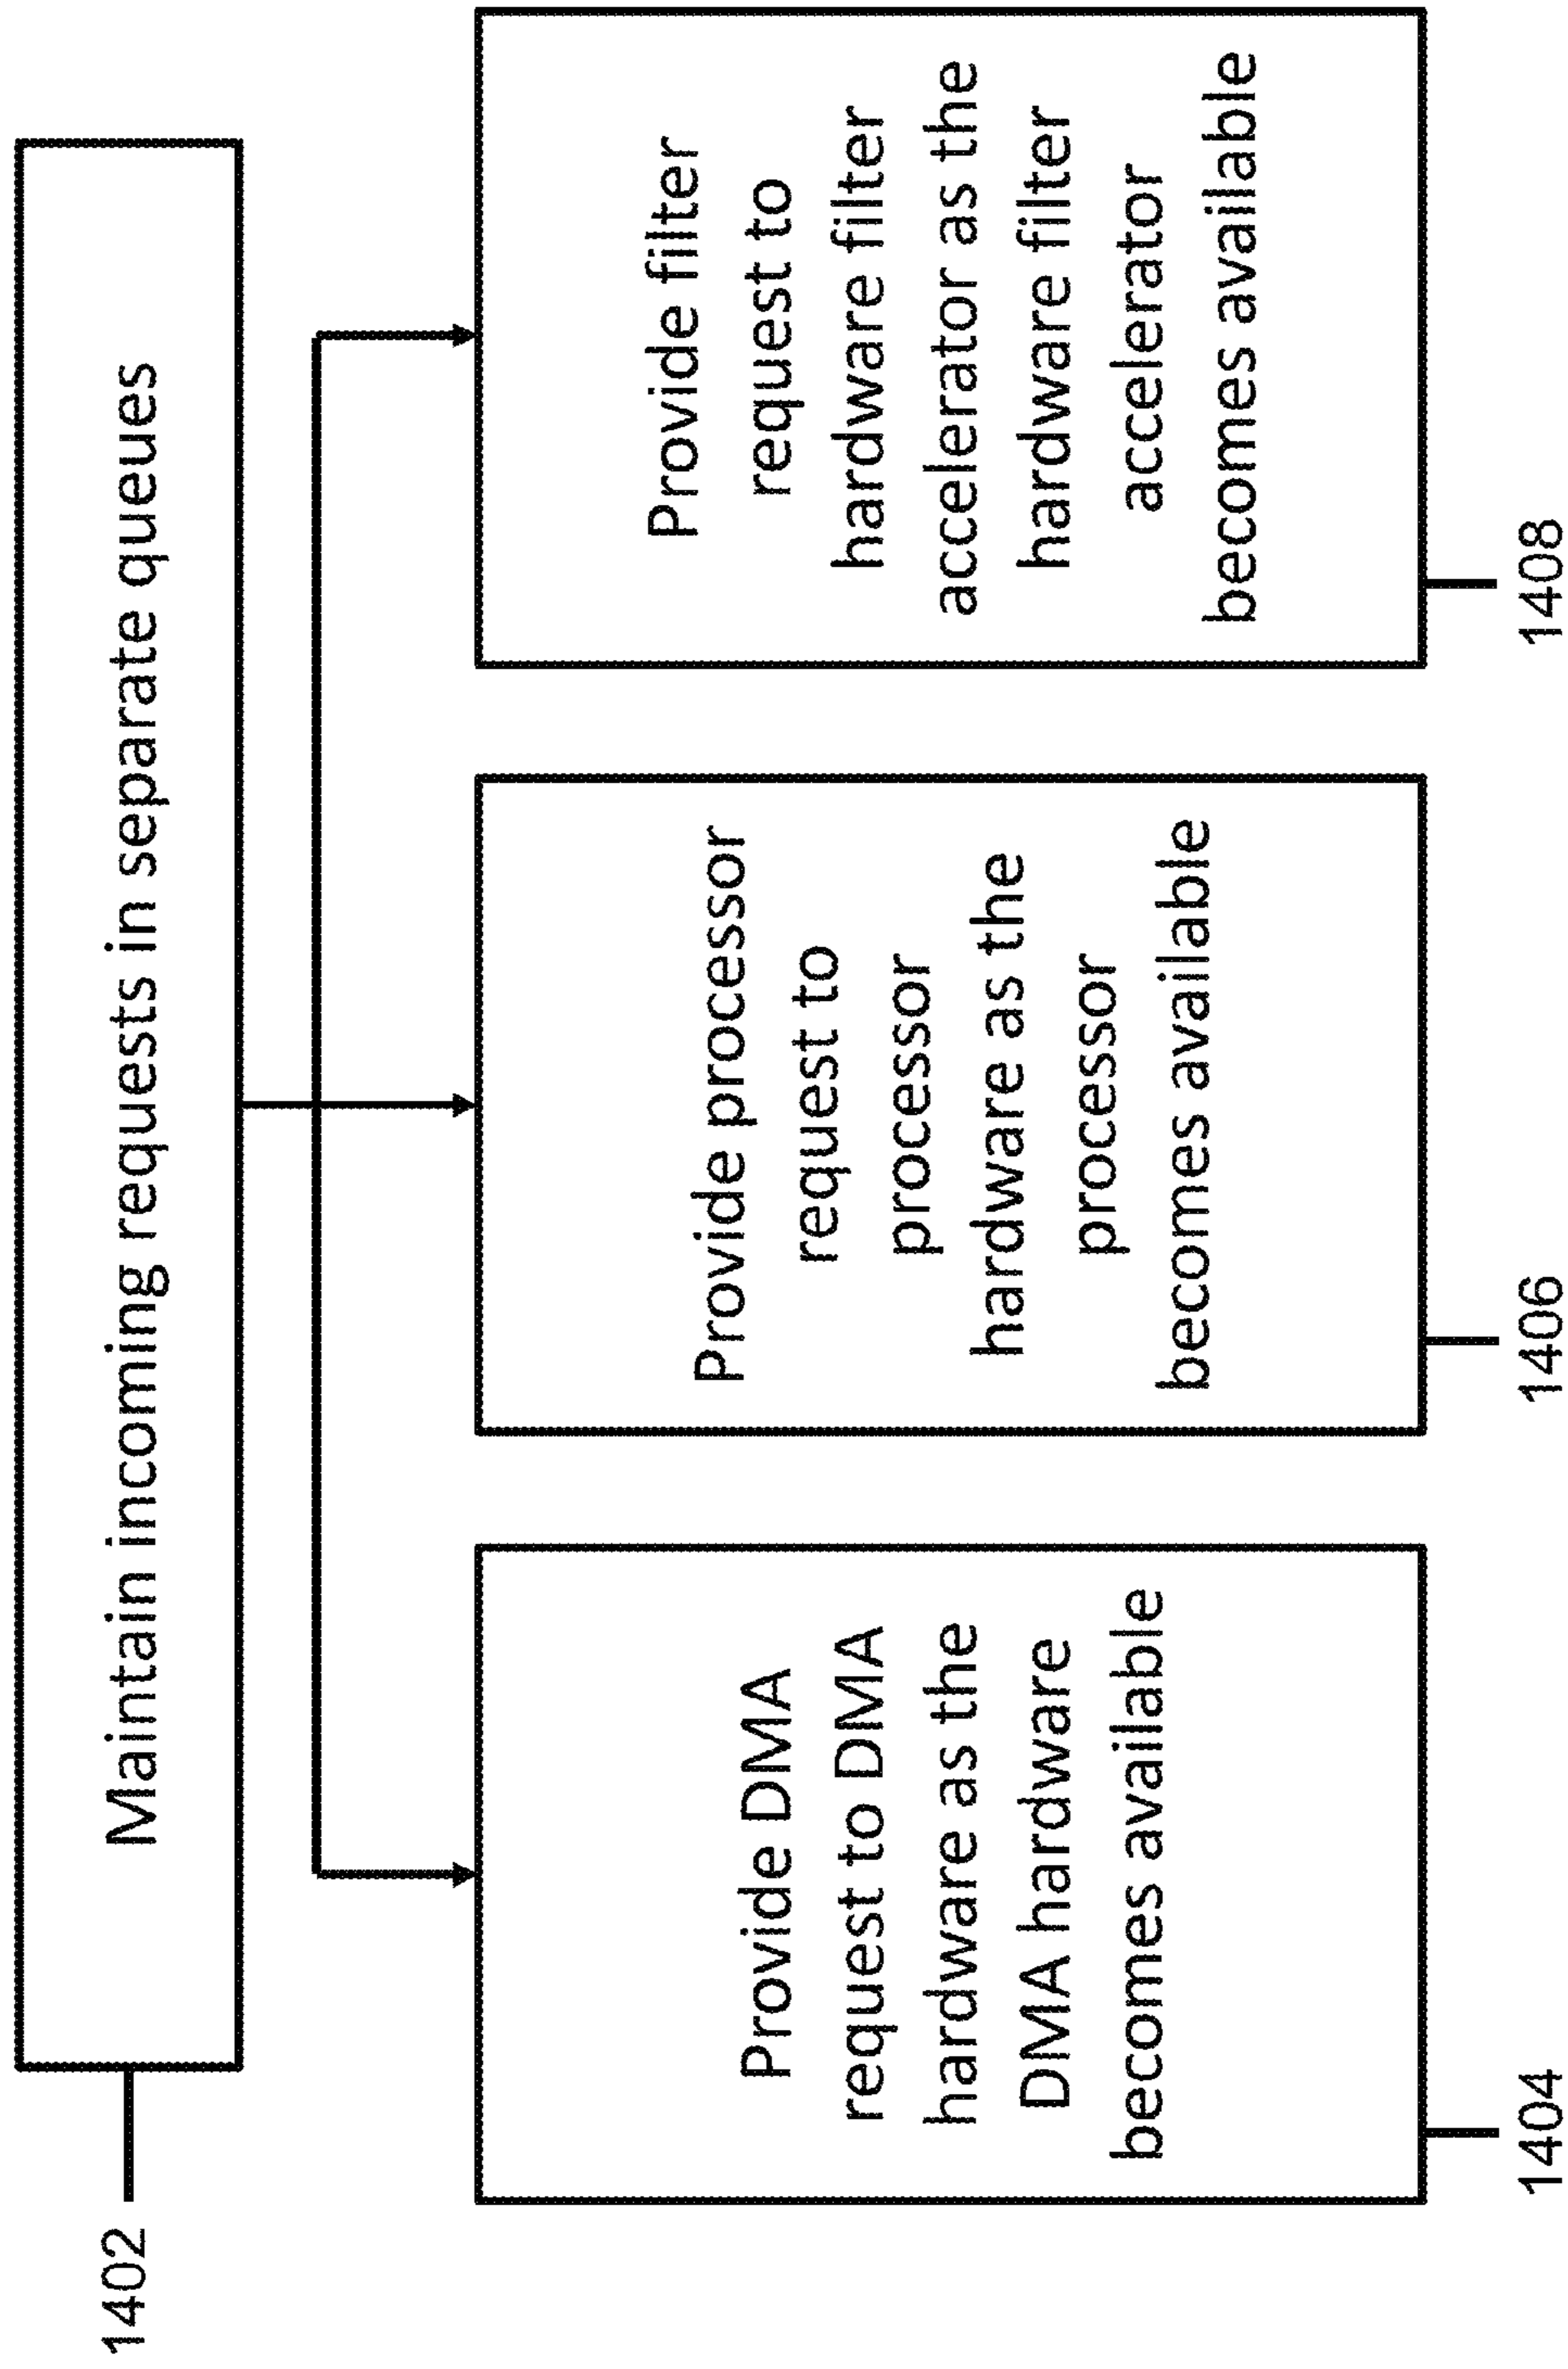 1402
Maintain incoming requests in separate queues
Provide DMA
request to DMA
hardware as the
DMA hardware
becomes available
1404
Provide processor
request to
processor
hardware as the
processor
becomes available
1406
Provide filter
request to
hardware filter
accelerator as the
hardware filter
accelerator
becomes available
1408